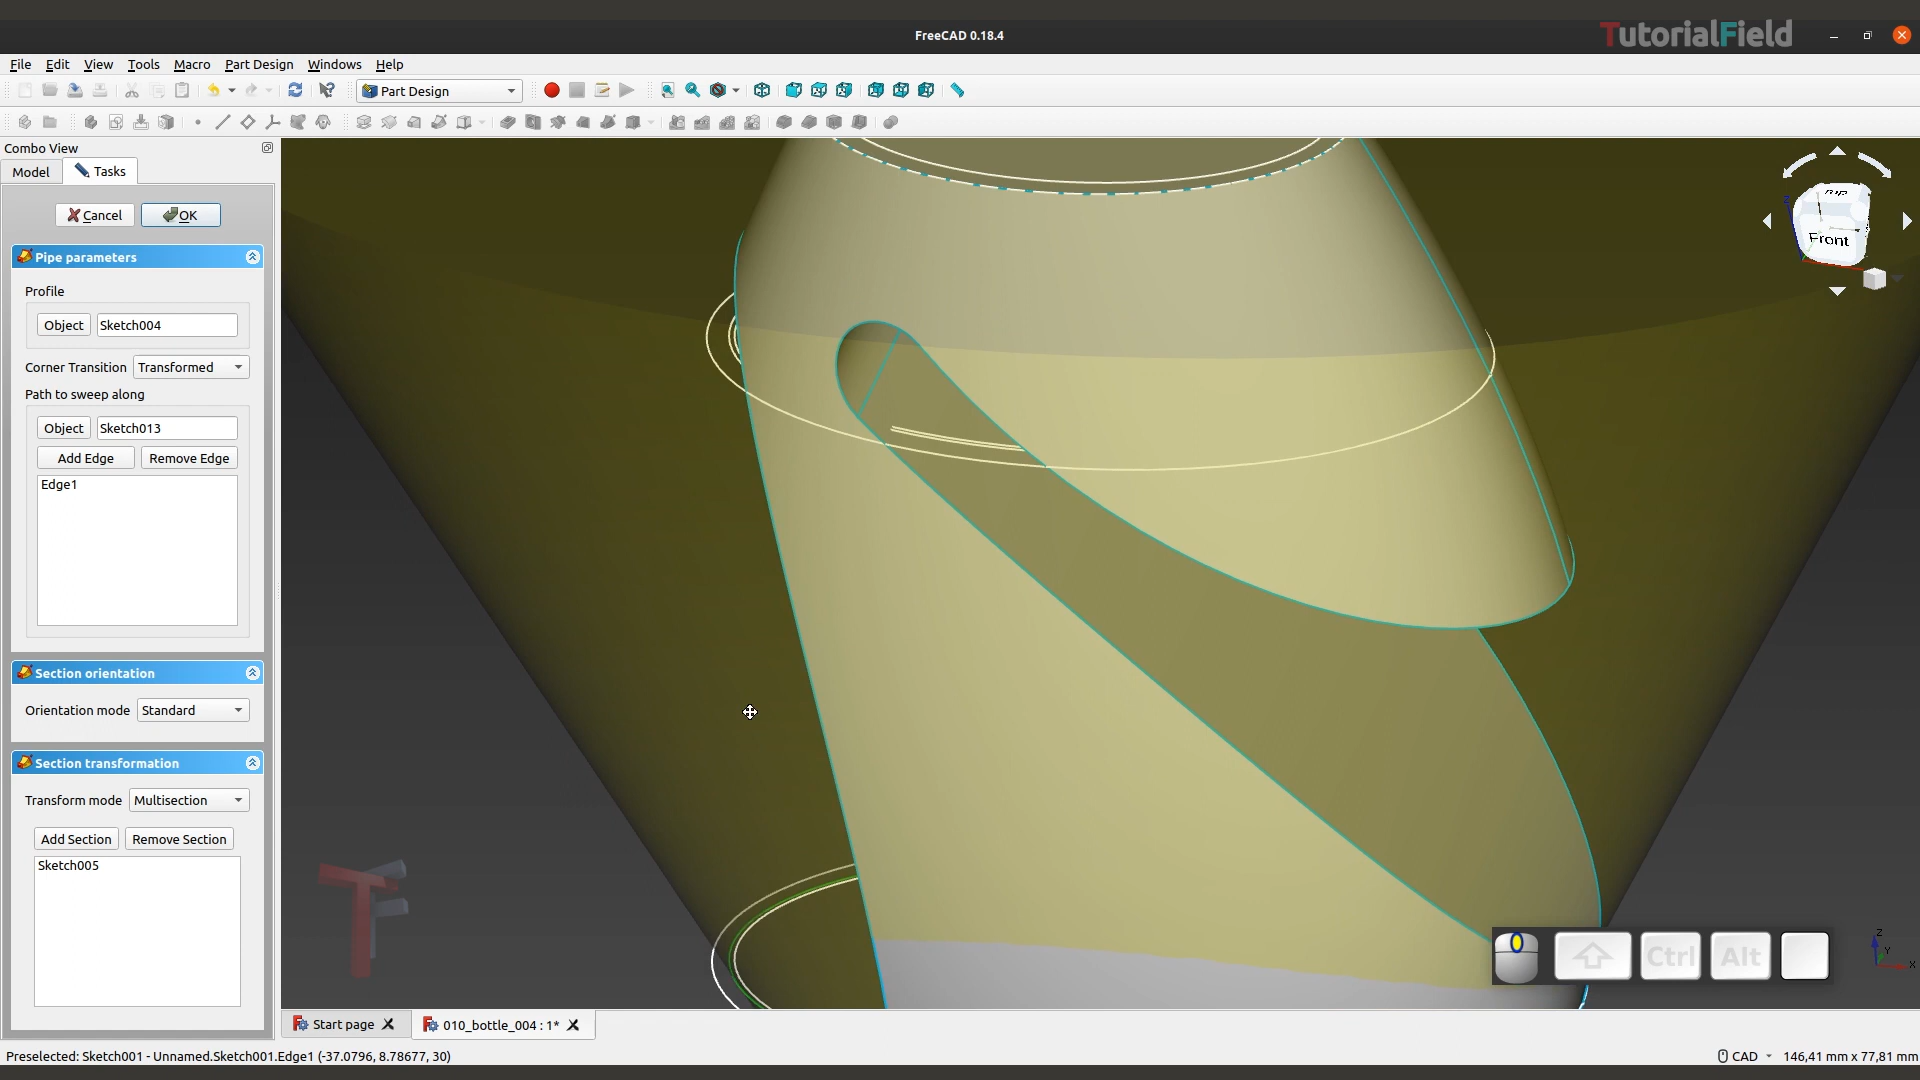 TutorialField
FreeCAD 0.18.4
File Edit View Tools Macro Part Design Windows Help
Part Design
Combo View
Model Tasks
Cancel OK
Pipe parameters
Profile
Object Sketch004
Corner Transition Transformed
Path to sweep along
Object Sketch013
Add Edge Remove Edge
Edge1
Section orientation
Orientation mode Standard
Section transformation
Transform mode Multisection
Add Section Remove Section
Sketch005
Top
Front
Z
Ctrl Alt
Z
Y
X
Start page 010_bottle_004 : 1*
Preselected: Sketch001 - Unnamed.Sketch001.Edge1 (-37.0796, 8.78677, 30)
CAD 146,41 mm x 77,81 mm